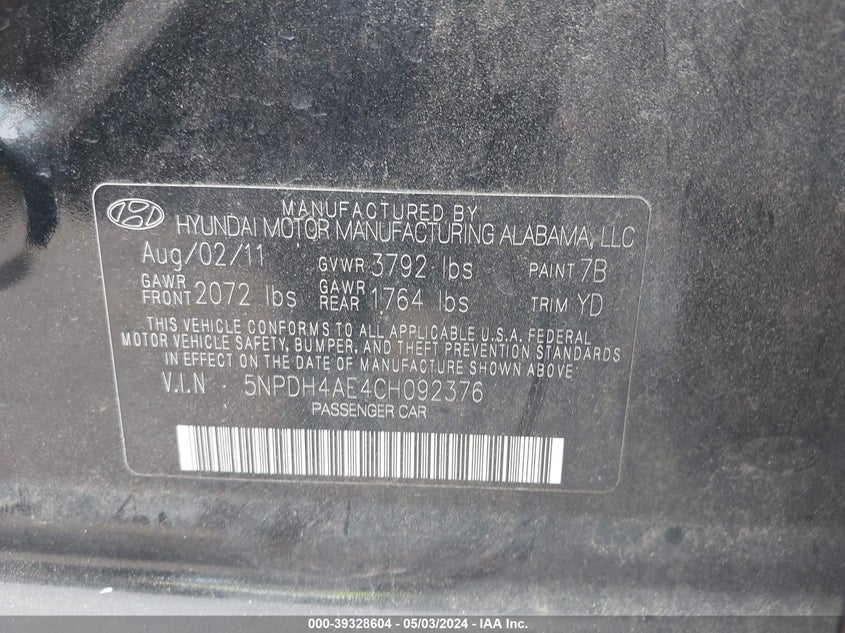 MANUFACTURED BY
HYUNDAI MOTOR MANUFACTURING ALABAMA, LLC
Aug/02/11 GVWR 3792 lbs PAINT 7B
GAWR FRONT 2072 lbs GAWR REAR 1764 lbs TRIM YD
THIS VEHICLE CONFORMS TO ALL APPLICABLE U.S.A. FEDERAL
MOTOR VEHICLE SAFETY, BUMPER, AND THEFT PREVENTION STANDARDS
IN EFFECT ON THE DATE OF MANUFACTURE SHOWN ABOVE.
V.I.N 5NPDH4AE4CH092376
PASSENGER CAR
000-39328604 - 05/03/2024 - IAA Inc.